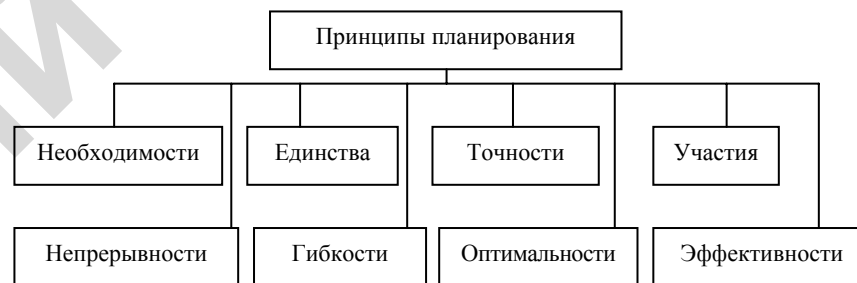 Принципы планирования
Необходимости
Единства
Точности
Участия
Непрерывности
Гибкости
Оптимальности
Эффективности